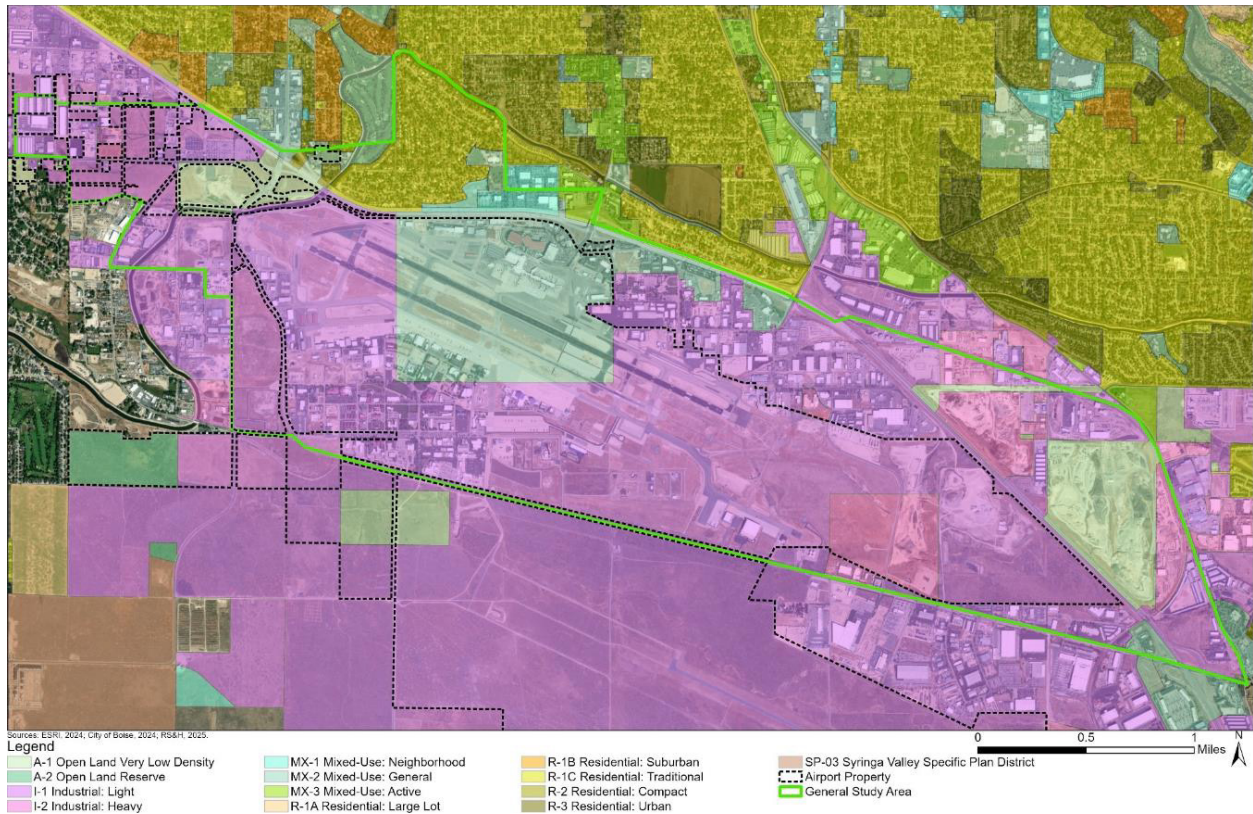 Sources: ESRI, 2024; City of Boise, 2024; RS&H, 2025.
Legend
A-1 Open Land Very Low Density
A-2 Open Land Reserve
I-1 Industrial: Light
I-2 Industrial: Heavy
MX-1 Mixed-Use: Neighborhood
MX-2 Mixed-Use: General
MX-3 Mixed-Use: Active
R-1A Residential: Large Lot
R-1B Residential: Suburban
R-1C Residential: Traditional
R-2 Residential: Compact
R-3 Residential: Urban
SP-03 Syringa Valley Specific Plan District
Airport Property
General Study Area
0 0.5 1
Miles
N